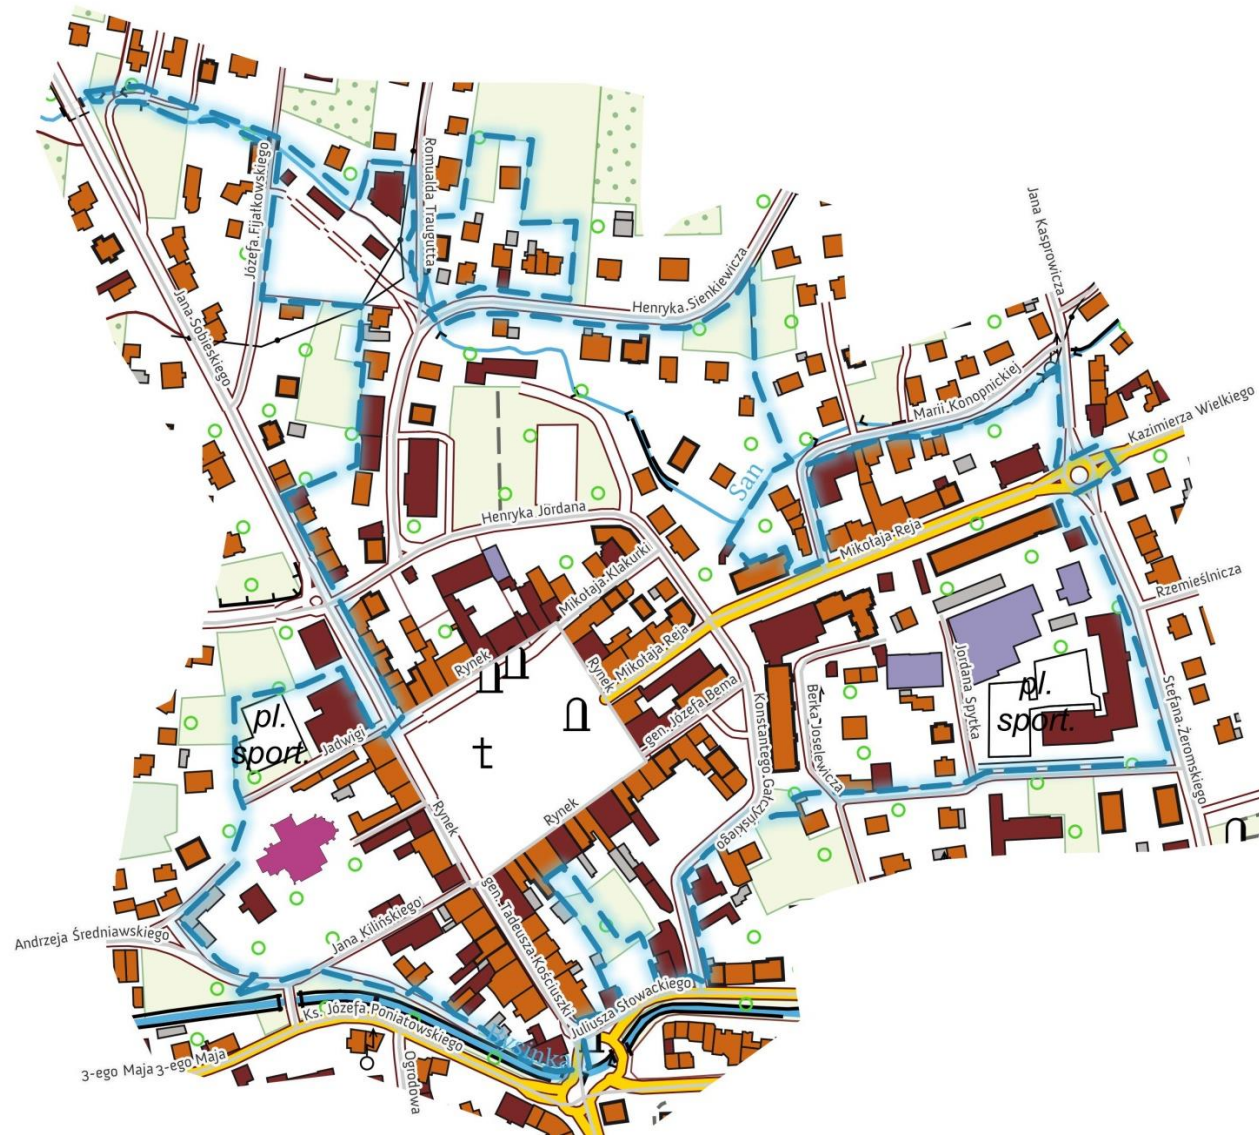 Józefa Fijałkowskiego
Romualda Traugutta
Jana Kasprowicza
Henryka Sienkiewicza
Jana Sobieskiego
Marii Konopnickiej
Kazimierza Wielkiego
San
Henryka Jordana
Mikołaja Reja
Mikołaja Kłakurki
Rzemieślnicza
Rynek
Rynek
Mikołaja Reja
Jordana Spytka
pl.
sport.
gen. Józefa Bema
Berka Joselewicza
Stefana Żeromskiego
pl.
sport.
Jadwigi
t
Konstantego Gałczyńskiego
Rynek
Rynek
gen. Tadeusza Kościuszki
Jana Kilińskiego
Andrzeja Średniawskiego
Juliusza Słowackiego
Ks. Józefa Poniatowskiego
Bysinka
3-ego Maja
3-ego Maja
Ogrodowa